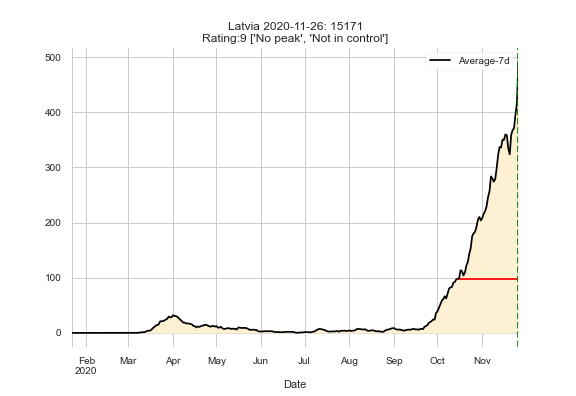 Latvia 2020-11-26: 15171
Rating:9 ['No peak', 'Not in control']
Average-7d
500
400
300
200
100
0
Feb Mar Apr May Jun Jul Aug Sep Oct Nov
2020
Date